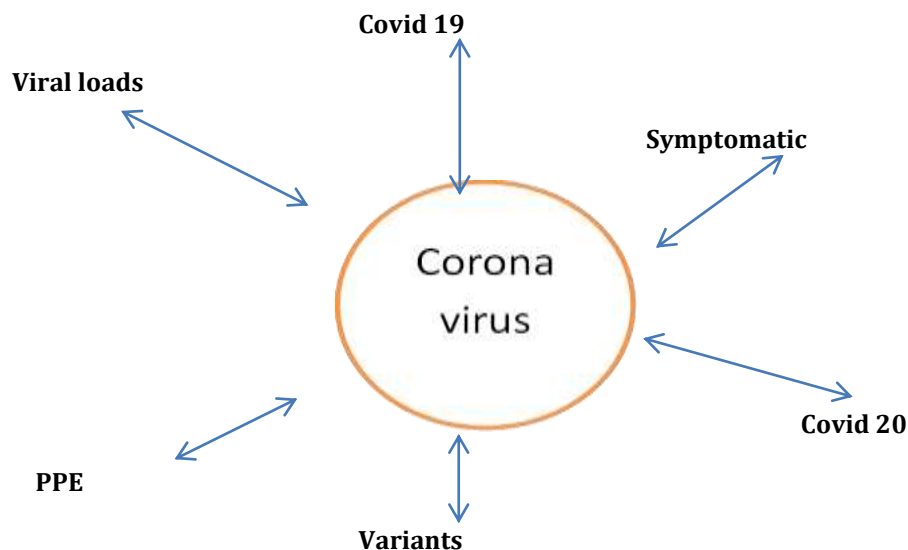 Covid 19
Viral loads
Symptomatic
Corona
virus
Covid 20
PPE
Variants